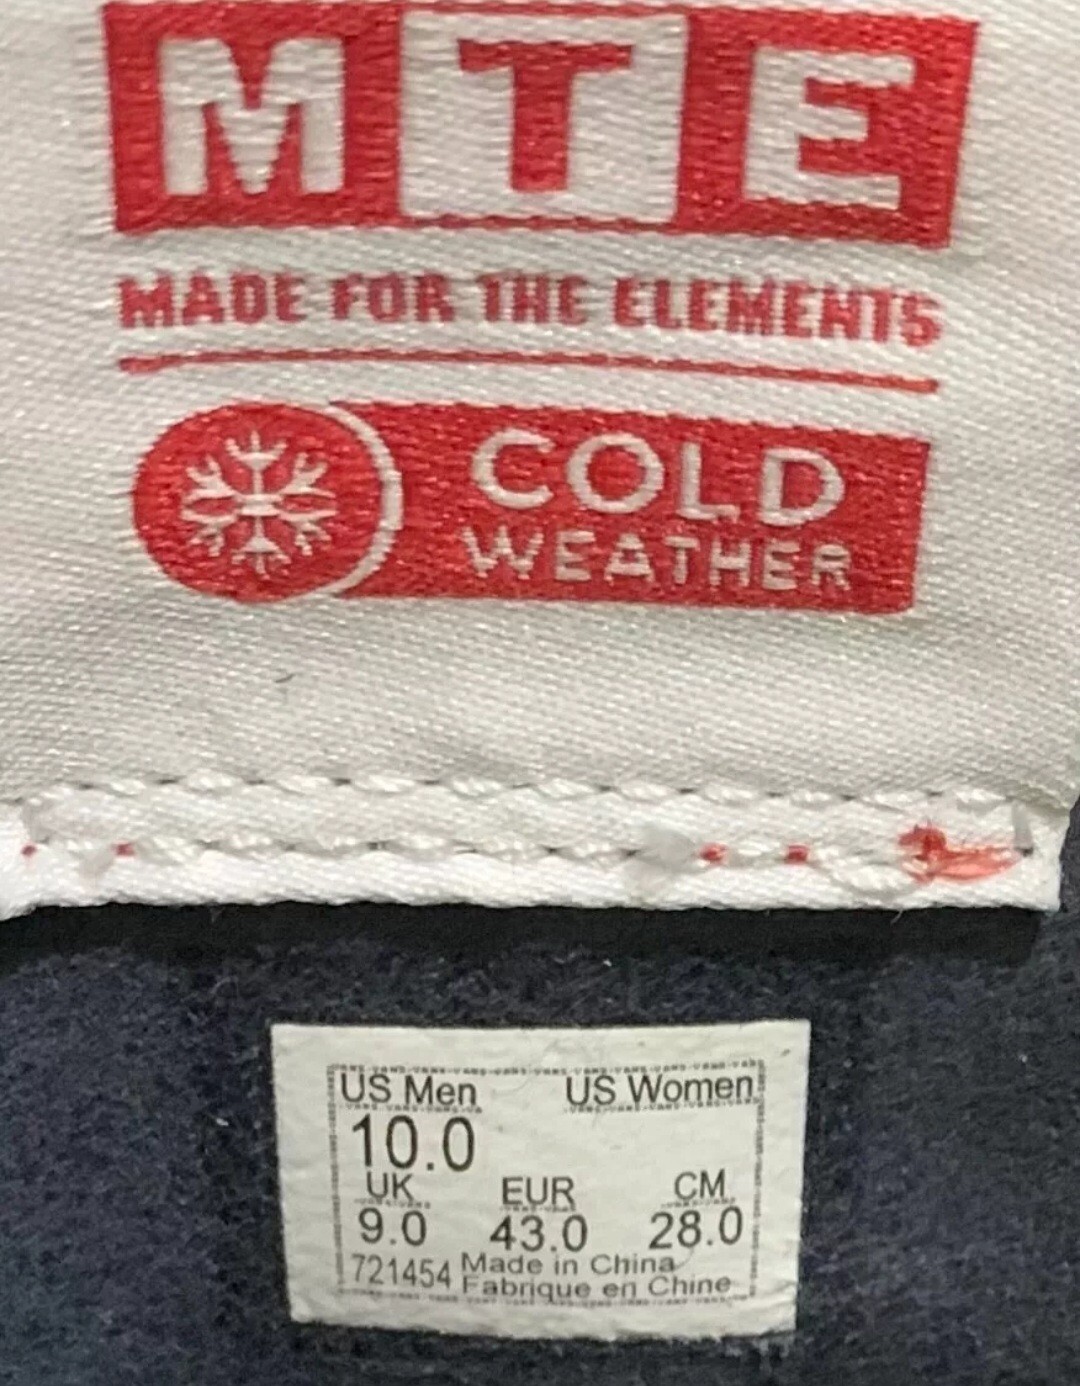 MTE
MADE FOR THE ELEMENTS
COLD
WEATHER
US Men US Women
10.0
UK EUR CM
9.0 43.0 28.0
721454 Made in China
Fabrique en Chine